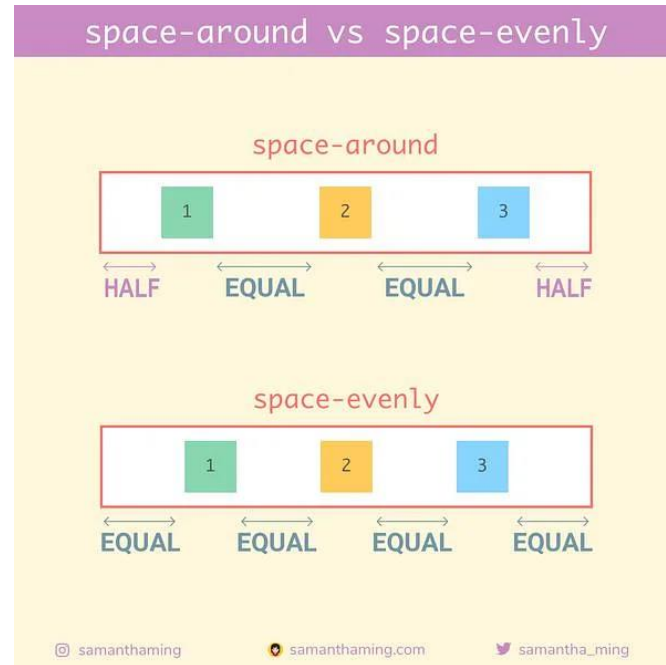 space-around vs space-evenly
space-around
1 2 3
HALF EQUAL EQUAL HALF
space-evenly
1 2 3
EQUAL EQUAL EQUAL EQUAL
samanthaming samanthaming.com samantha_ming